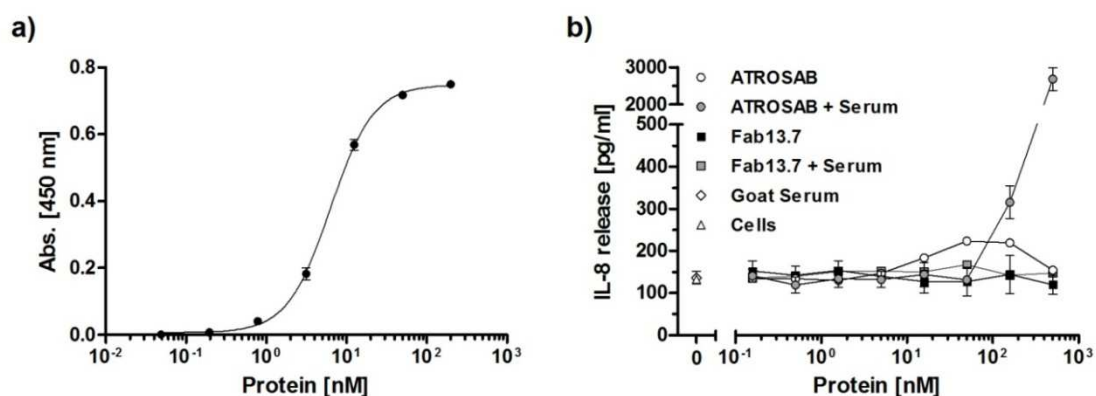 a)
0.8
0.6
0.4
0.2
0.0
Abs. [450 nm]
10-2 10-1 100 101 102 103
Protein [nM]
b)
3000
2000
500
400
300
200
100
0
IL-8 release [pg/ml]
ATROSAB
ATROSAB + Serum
Fab13.7
Fab13.7 + Serum
Goat Serum
Cells
0 10-1 100 101 102 103
Protein [nM]